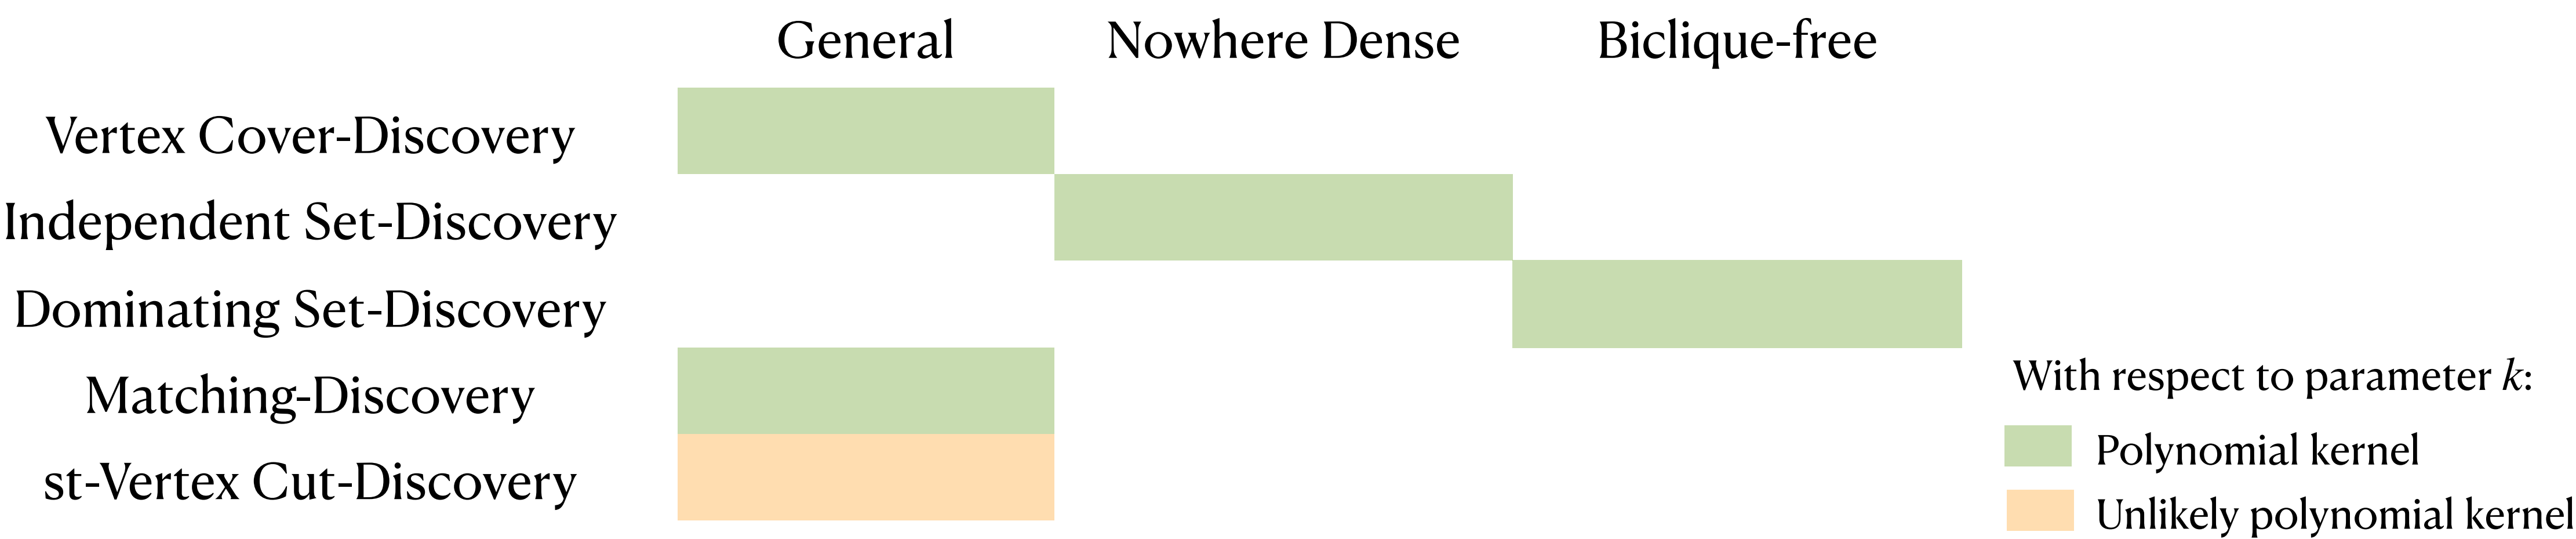 General Nowhere Dense Biclique-free
Vertex Cover-Discovery
Independent Set-Discovery
Dominating Set-Discovery
Matching-Discovery
st-Vertex Cut-Discovery
With respect to parameter k:
Polynomial kernel
Unlikely polynomial kernel